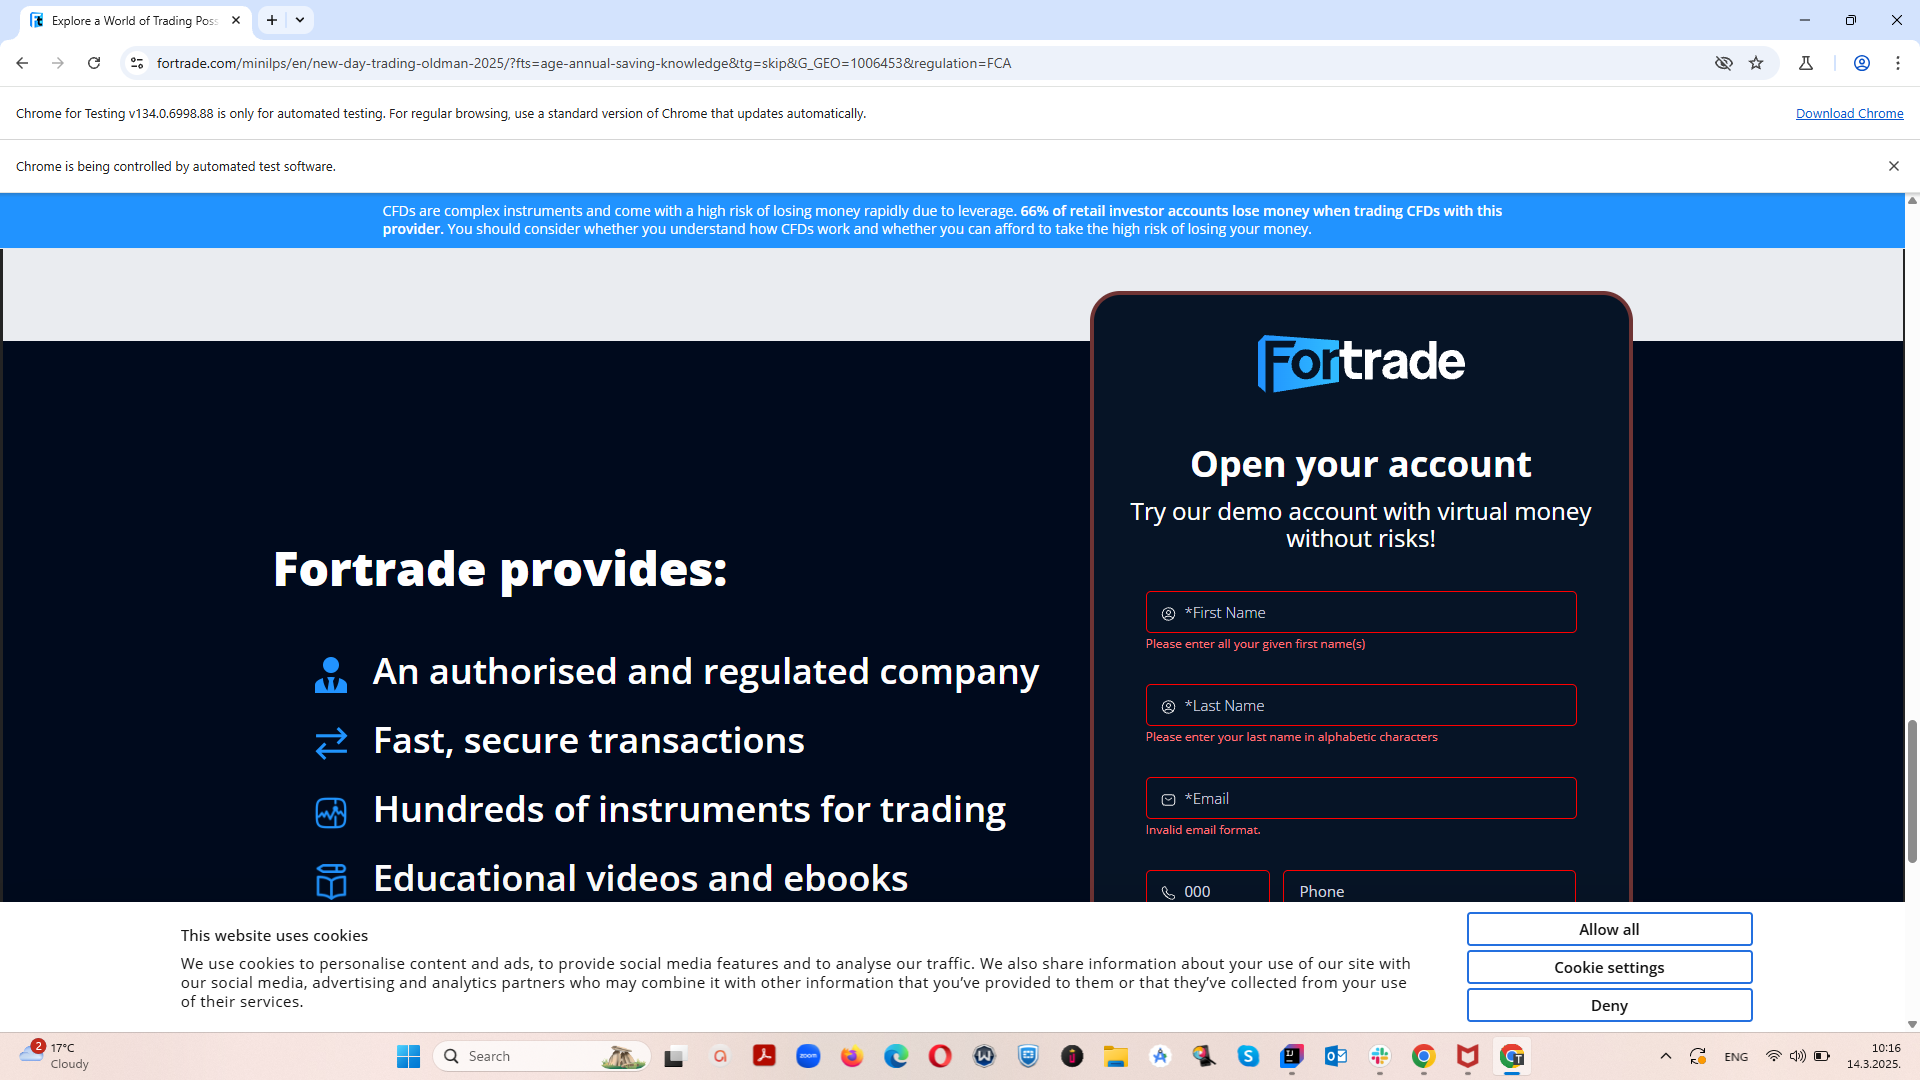 Explore a World of Trading Poss
fortrade.com/minilps/en/new-day-trading-oldman-2025/?fts=age-annual-saving-knowledge&tg=skip&G_GEO=1006453&regulation=FCA
Chrome for Testing v134.0.6998.88 is only for automated testing. For regular browsing, use a standard version of Chrome that updates automatically.
Download Chrome
Chrome is being controlled by automated test software.
CFDs are complex instruments and come with a high risk of losing money rapidly due to leverage. 66% of retail investor accounts lose money when trading CFDs with this
provider. You should consider whether you understand how CFDs work and whether you can afford to take the high risk of losing your money.
Fortrade
Open your account
Try our demo account with virtual money
without risks!
*First Name
Please enter all your given first name(s)
*Last Name
Please enter your last name in alphabetic characters
*Email
Invalid email format.
000
Phone
Fortrade provides:
An authorised and regulated company
Fast, secure transactions
Hundreds of instruments for trading
Educational videos and ebooks
This website uses cookies
We use cookies to personalise content and ads, to provide social media features and to analyse our traffic. We also share information about your use of our site with
our social media, advertising and analytics partners who may combine it with other information that you've provided to them or that they've collected from your use
of their services.
Allow all
Cookie settings
Deny
2
17°C
Cloudy
Search
zoom
ENG
10:16
14.3.2025.